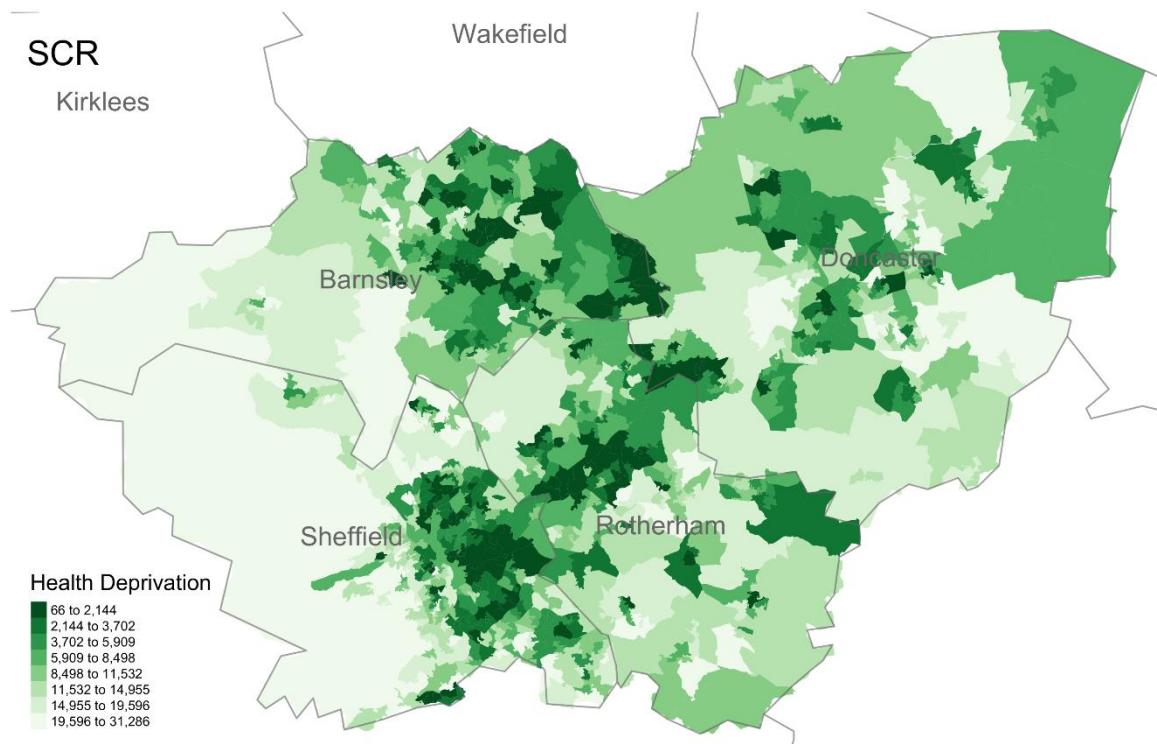 Wakefield
SCR
Kirklees
Barnsley
Doncaster
Sheffield
Rotherham
Health Deprivation
66 to 2,144
2,144 to 3,702
3,702 to 5,909
5,909 to 8,498
8,498 to 11,532
11,532 to 14,955
14,955 to 19,596
19,596 to 31,286